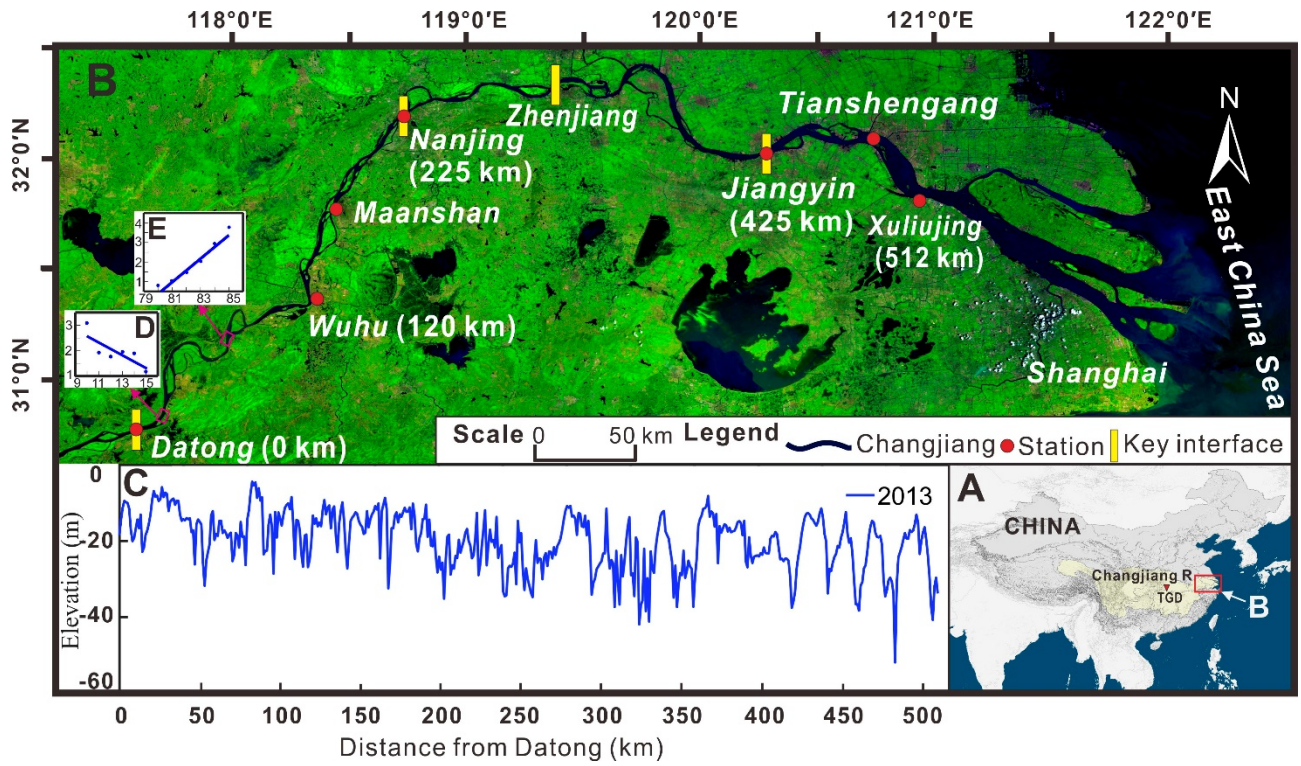 118°0′E 119°0′E 120°0′E 121°0′E 122°0′E
B
N
32°0′N
31°0′N
Zhenjiang
Tianshengang
Nanjing
(225 km)
Jiangyin
(425 km)
Maanshan
Xuliujing
(512 km)
East China Sea
E
4
3
2
1
79 81 83 85
D
3
2
1
9 11 13 15
Wuhu (120 km)
Shanghai
Datong (0 km)
Scale 0 50 km Legend Changjiang Station Key interface
C
2013
0
-20
-40
-60
Elevation (m)
0 50 100 150 200 250 300 350 400 450 500
Distance from Datong (km)
A
CHINA
Changjiang R
TGD
B